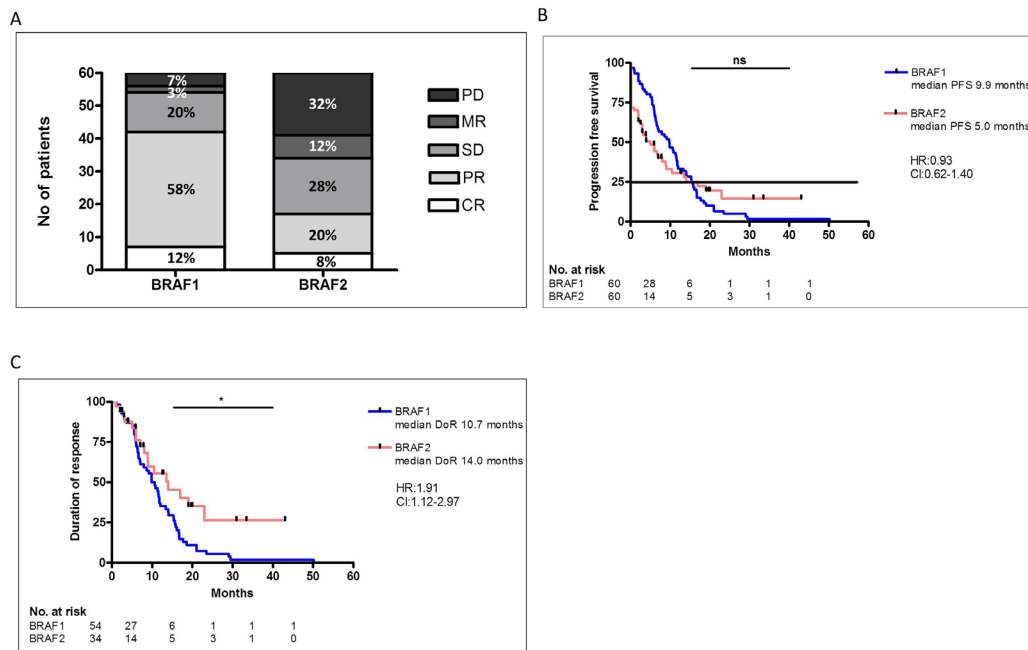 A
No of patients
60
50
40
30
20
10
0
7%
3%
20%
58%
12%
32%
12%
28%
20%
8%
BRAF1
BRAF2
PD
MR
SD
PR
CR
B
Progression free survival
100
75
50
25
0
ns
0 10 20 30 40 50 60
Months
BRAF1
median PFS 9.9 months
BRAF2
median PFS 5.0 months
HR:0.93
CI:0.62-1.40
No. at risk
BRAF1 60 28 6 1 1 1
BRAF2 60 14 5 3 1 0
C
Duration of response
100
75
50
25
0
*
0 10 20 30 40 50 60
Months
BRAF1
median DoR 10.7 months
BRAF2
median DoR 14.0 months
HR:1.91
CI:1.12-2.97
No. at risk
BRAF1 54 27 6 1 1 1
BRAF2 34 14 5 3 1 0